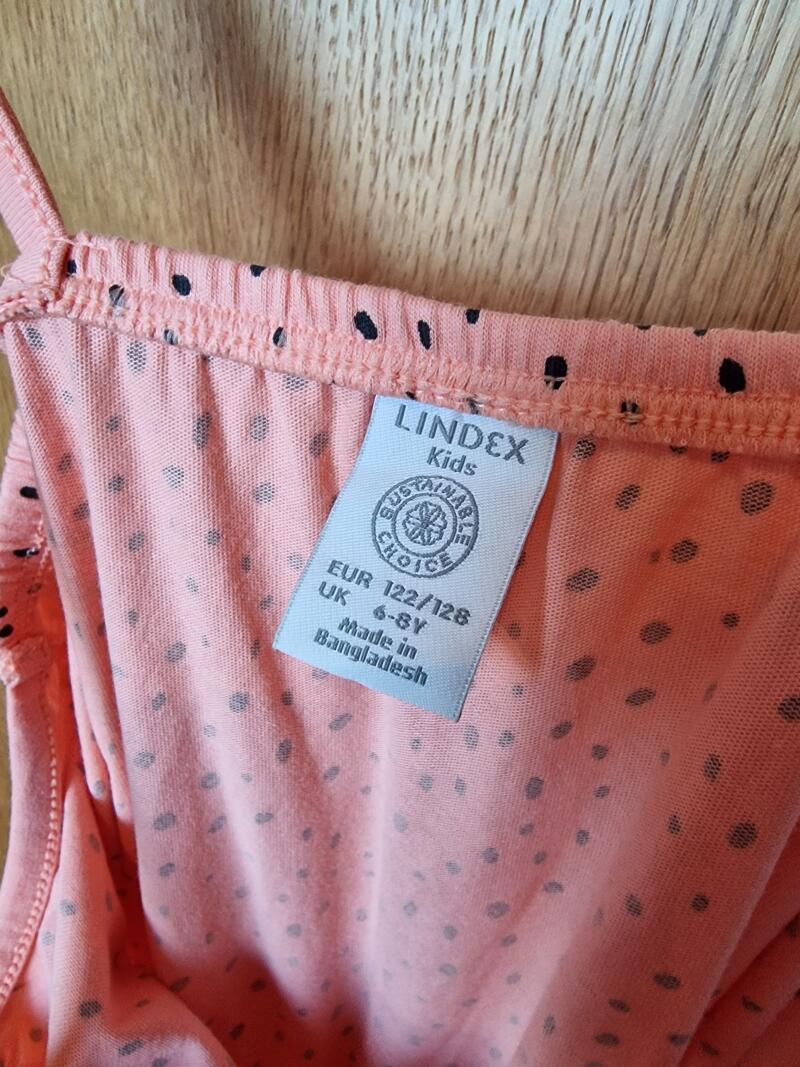 LINDEX
Kids
SUSTAINABLE
CHOICE
EUR 122/128
UK 6-8Y
Made in
Bangladesh